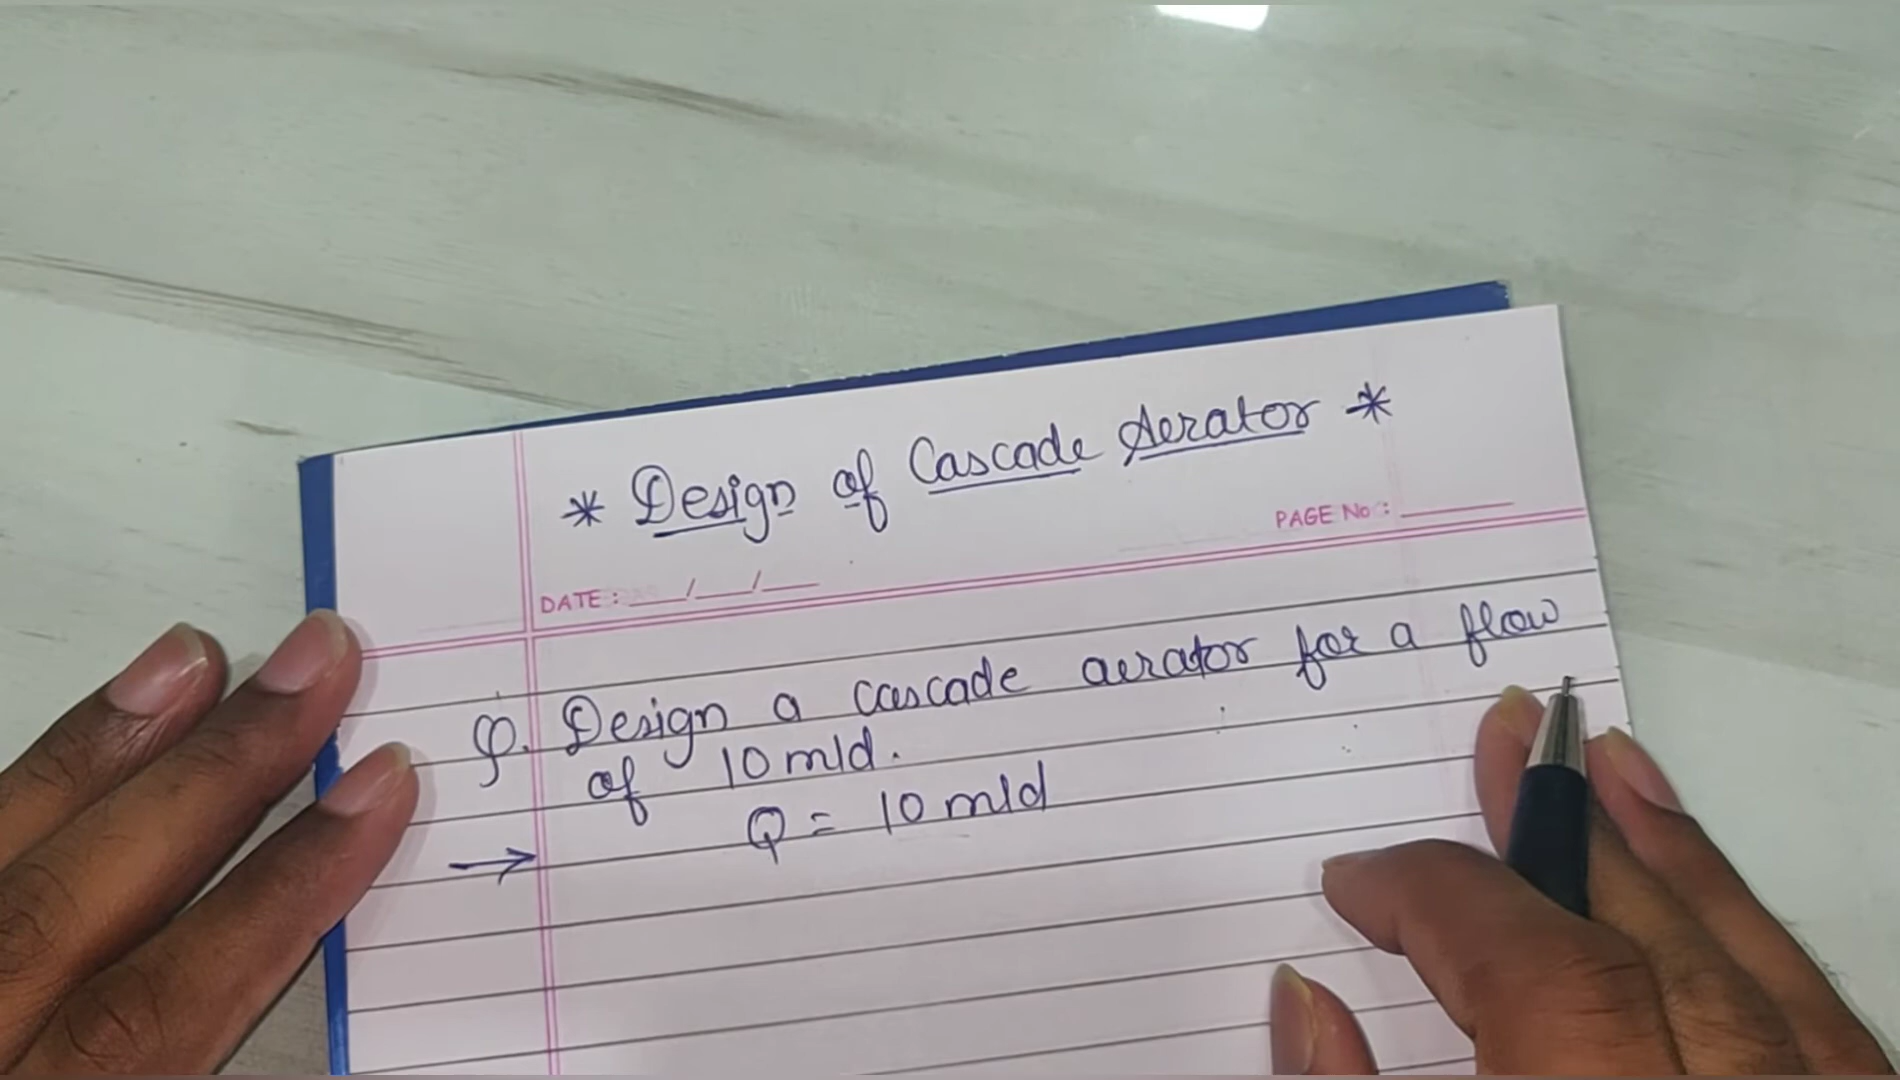 * Design of Cascade Aerator *
PAGE No :
DATE : / /
Q. Design a cascade aerator for a flow
of 10 mld.
→ Q = 10 mld